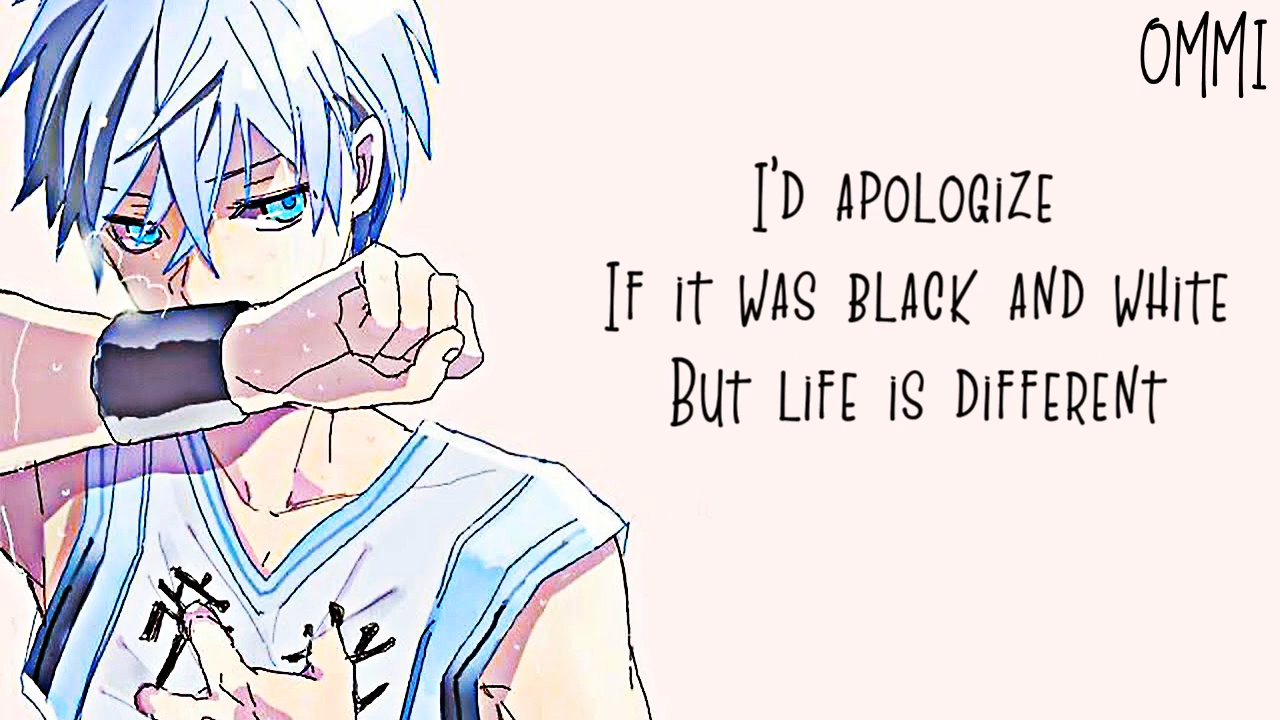 OMMI
I'D APOLOGIZE
IF IT WAS BLACK AND WHITE
BUT LIFE IS DIFFERENT